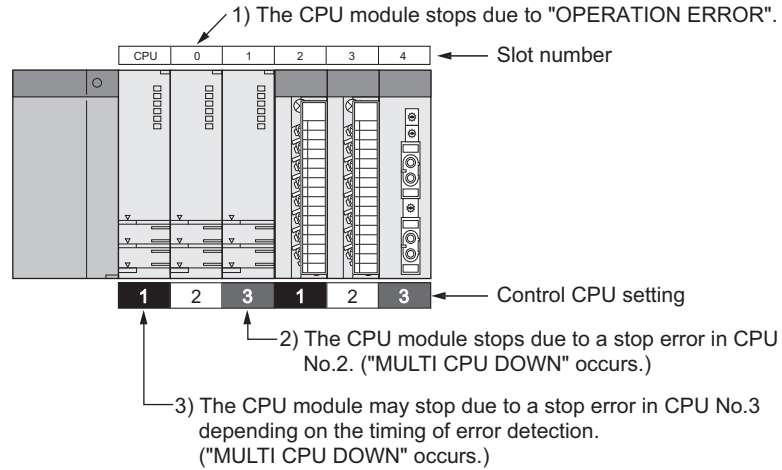 1) The CPU module stops due to "OPERATION ERROR".
CPU 0 1 2 3 4
Slot number
1 2 3 1 2 3
Control CPU setting
2) The CPU module stops due to a stop error in CPU
No.2. ("MULTI CPU DOWN" occurs.)
3) The CPU module may stop due to a stop error in CPU No.3
depending on the timing of error detection.
("MULTI CPU DOWN" occurs.)